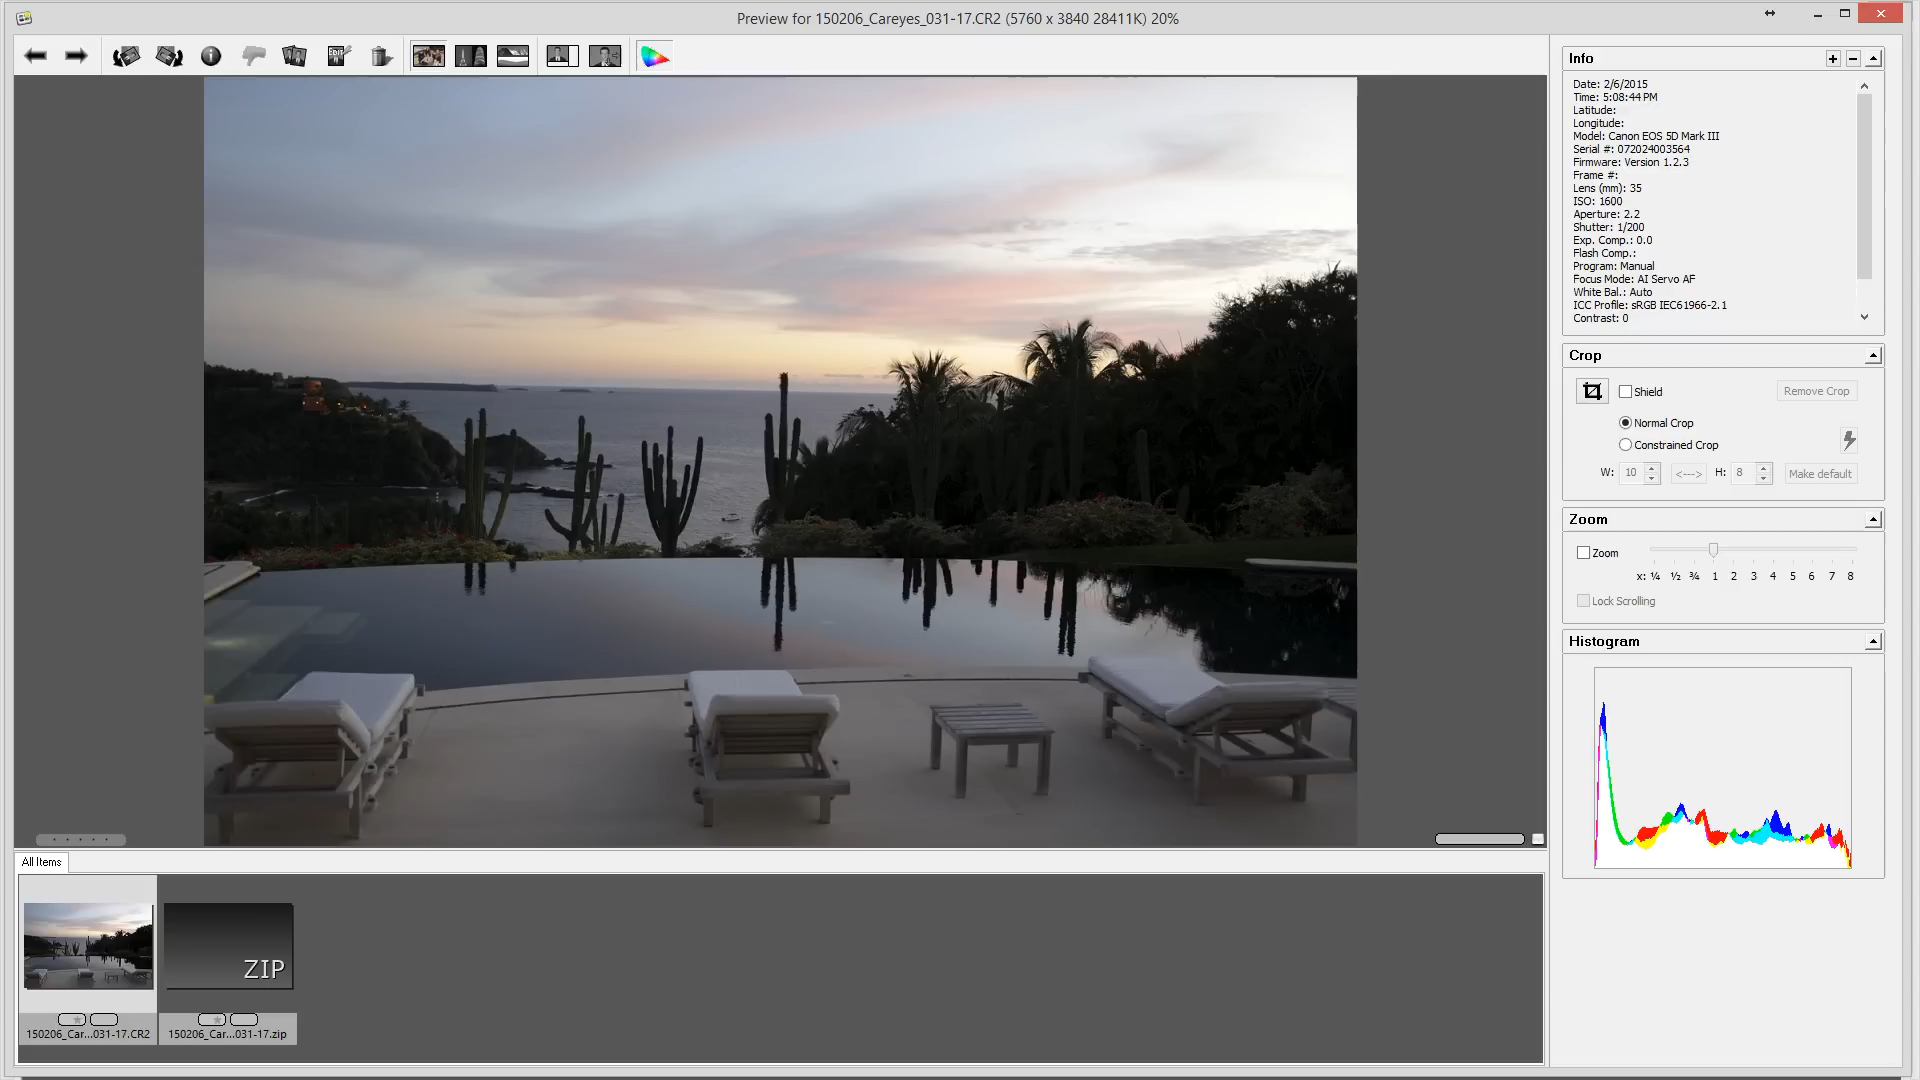 Preview for 150206_Careyes_031-17.CR2 (5760 x 3840 28411K) 20%
EDIT
Info
Date: 2/6/2015
Time: 5:08:44 PM
Latitude:
Longitude:
Model: Canon EOS 5D Mark III
Serial #: 072024003564
Firmware: Version 1.2.3
Frame #:
Lens (mm): 35
ISO: 1600
Aperture: 2.2
Shutter: 1/200
Exp. Comp.: 0.0
Flash Comp.:
Program: Manual
Focus Mode: AI Servo AF
White Bal.: Auto
ICC Profile: sRGB IEC61966-2.1
Contrast: 0
Crop
Shield Remove Crop
Normal Crop
Constrained Crop
W: 10 <---> H: 8 Make default
Zoom
Zoom
x: ¼ ½ ¾ 1 2 3 4 5 6 7 8
Lock Scrolling
Histogram
All Items
ZIP
150206_Car...031-17.CR2 150206_Car...031-17.zip